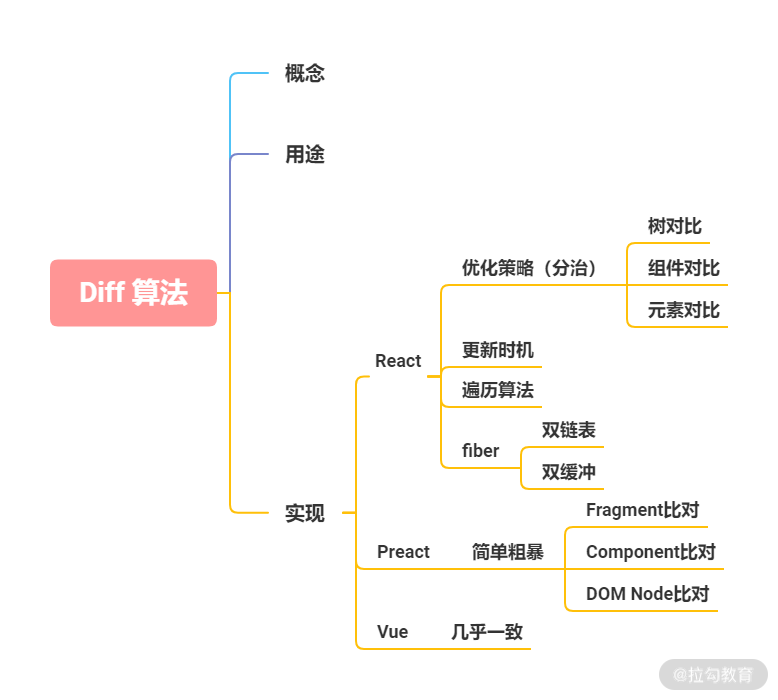 概念
用途
Diff 算法
实现
React
优化策略（分治）
树对比
组件对比
元素对比
更新时机
遍历算法
fiber
双链表
双缓冲
Preact
简单粗暴
Fragment比对
Component比对
DOM Node比对
Vue
几乎一致
@拉勾教育